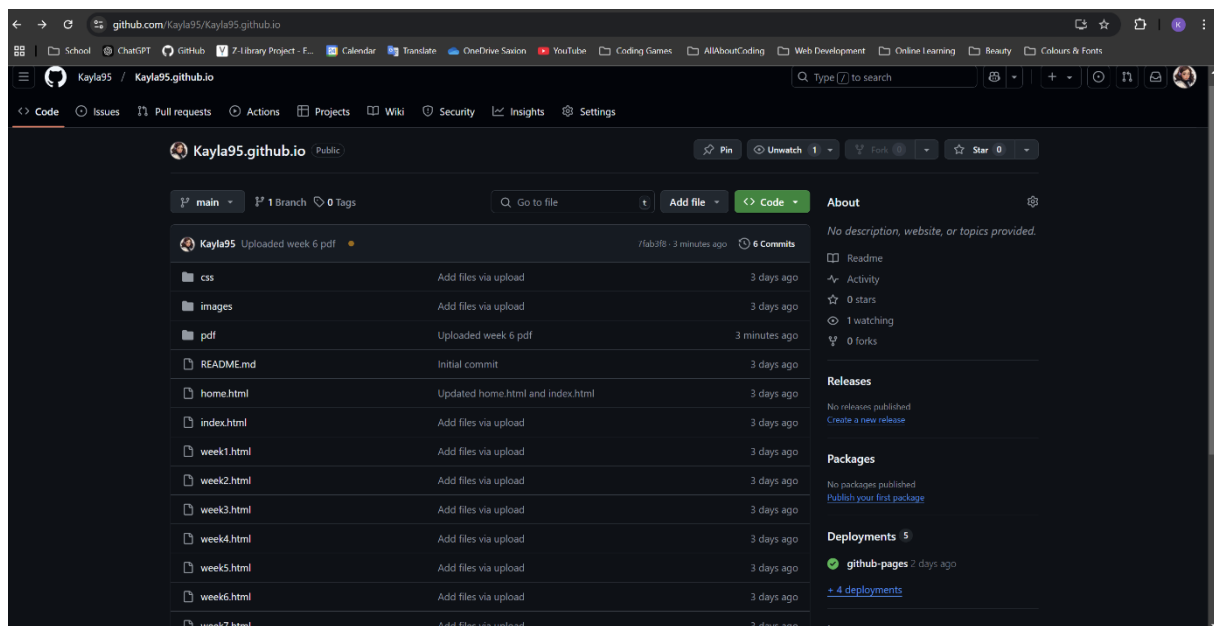 github.com/Kayla95/Kayla95.github.io
K
School ChatGPT GitHub Z-Library Project - F... Calendar Translate OneDrive Saxion YouTube Coding Games AllAboutCoding Web Development Online Learning Beauty Colours & Fonts
Kayla95 / Kayla95.github.io Type / to search
Code Issues Pull requests Actions Projects Wiki Security Insights Settings
Kayla95.github.io Public Pin Unwatch 1 Fork 0 Star 0
main 1 Branch 0 Tags Go to file t Add file Code
Kayla95 Uploaded week 6 pdf 7fab3f8 · 3 minutes ago 6 Commits
css Add files via upload 3 days ago
images Add files via upload 3 days ago
pdf Uploaded week 6 pdf 3 minutes ago
README.md Initial commit 3 days ago
home.html Updated home.html and index.html 3 days ago
index.html Add files via upload 3 days ago
week1.html Add files via upload 3 days ago
week2.html Add files via upload 3 days ago
week3.html Add files via upload 3 days ago
week4.html Add files via upload 3 days ago
week5.html Add files via upload 3 days ago
week6.html Add files via upload 3 days ago
week7.html Add files via upload 3 days ago
About
No description, website, or topics provided.
Readme
Activity
0 stars
1 watching
0 forks
Releases
No releases published
Create a new release
Packages
No packages published
Publish your first package
Deployments 5
github-pages 2 days ago
+ 4 deployments